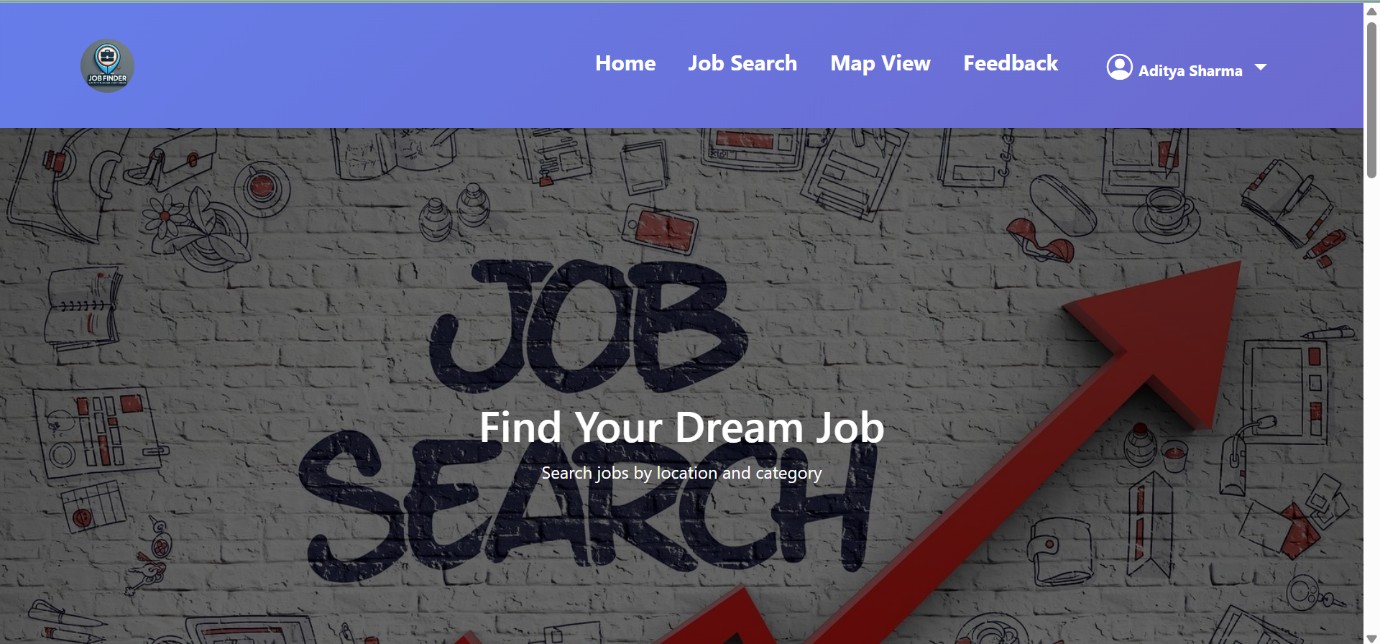 JOB FINDER
Home Job Search Map View Feedback Aditya Sharma
JOB
Find Your Dream Job
SEARCH
Search jobs by location and category